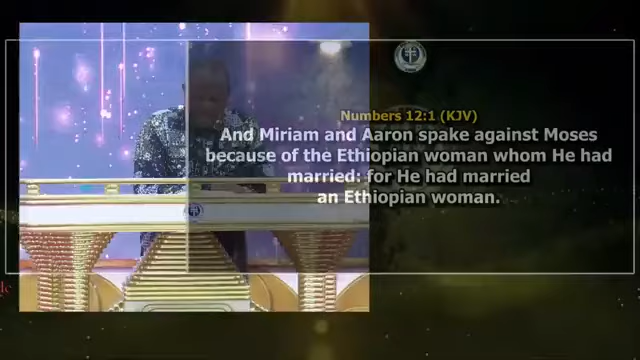 Numbers 12:1 (KJV)
And Miriam and Aaron spake against Moses
because of the Ethiopian woman whom He had
married: for He had married
an Ethiopian woman.